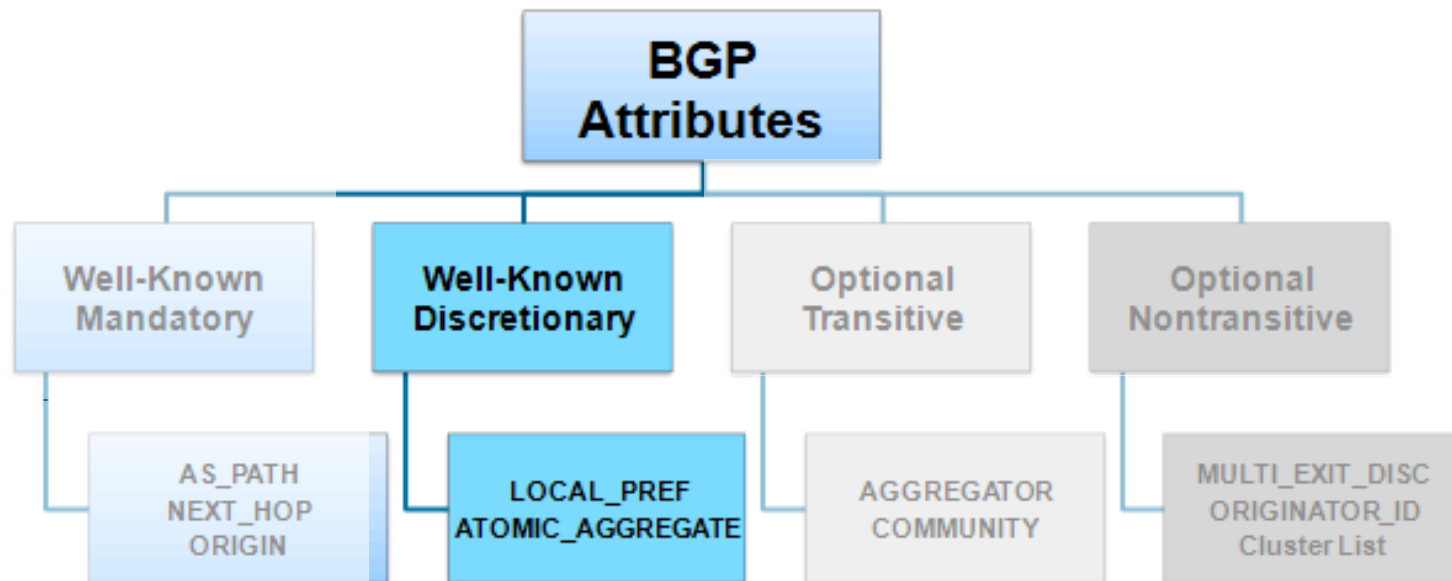 BGP
Attributes
Well-Known
Mandatory
Well-Known
Discretionary
Optional
Transitive
Optional
Nontransitive
AS_PATH
NEXT_HOP
ORIGIN
LOCAL_PREF
ATOMIC_AGGREGATE
AGGREGATOR
COMMUNITY
MULTI_EXIT_DISC
ORIGINATOR_ID
Cluster List